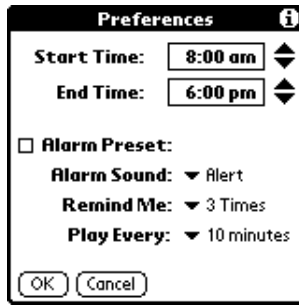 Preferences
Start Time: 8:00 am
End Time: 6:00 pm
Alarm Preset:
Alarm Sound: Alert
Remind Me: 3 Times
Play Every: 10 minutes
OK Cancel